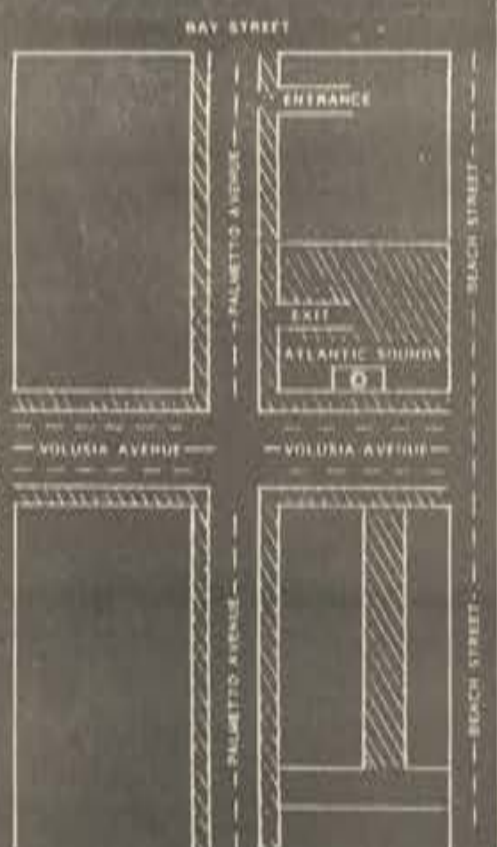 BAY STREET
ENTRANCE
PALMETTO AVENUE
BEACH STREET
EXIT
ATLANTIC SOUNDS
VOLUSIA AVENUE
VOLUSIA AVENUE
PALMETTO AVENUE
BEACH STREET